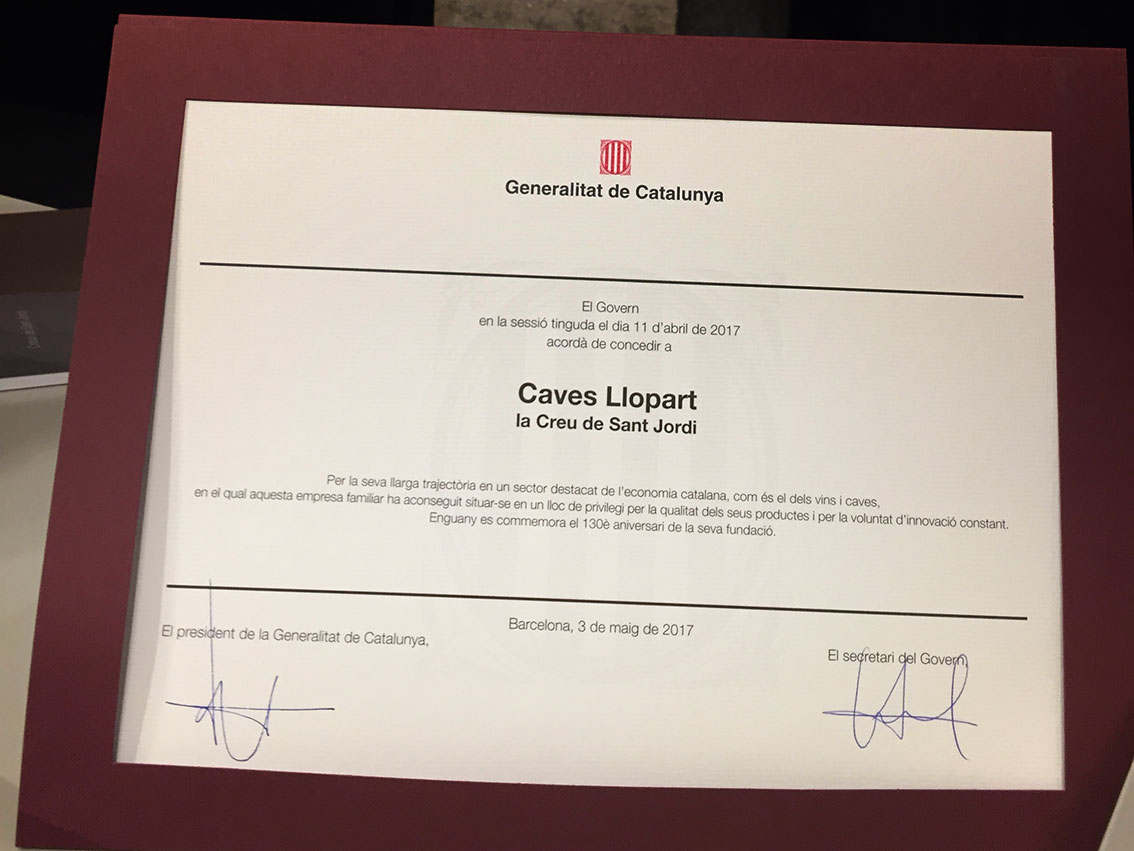 Generalitat de Catalunya
El Govern
en la sessió tinguda el dia 11 d'abril de 2017
acordà de concedir a
Caves Llopart
la Creu de Sant Jordi
Per la seva llarga trajectòria en un sector destacat de l'economia catalana, com és el dels vins i caves,
en el qual aquesta empresa familiar ha aconseguit situar-se en un lloc de privilegi per la qualitat dels seus productes i per la voluntat d'innovació constant.
Enguany es commemora el 130è aniversari de la seva fundació.
Barcelona, 3 de maig de 2017
El president de la Generalitat de Catalunya,
El secretari del Govern,